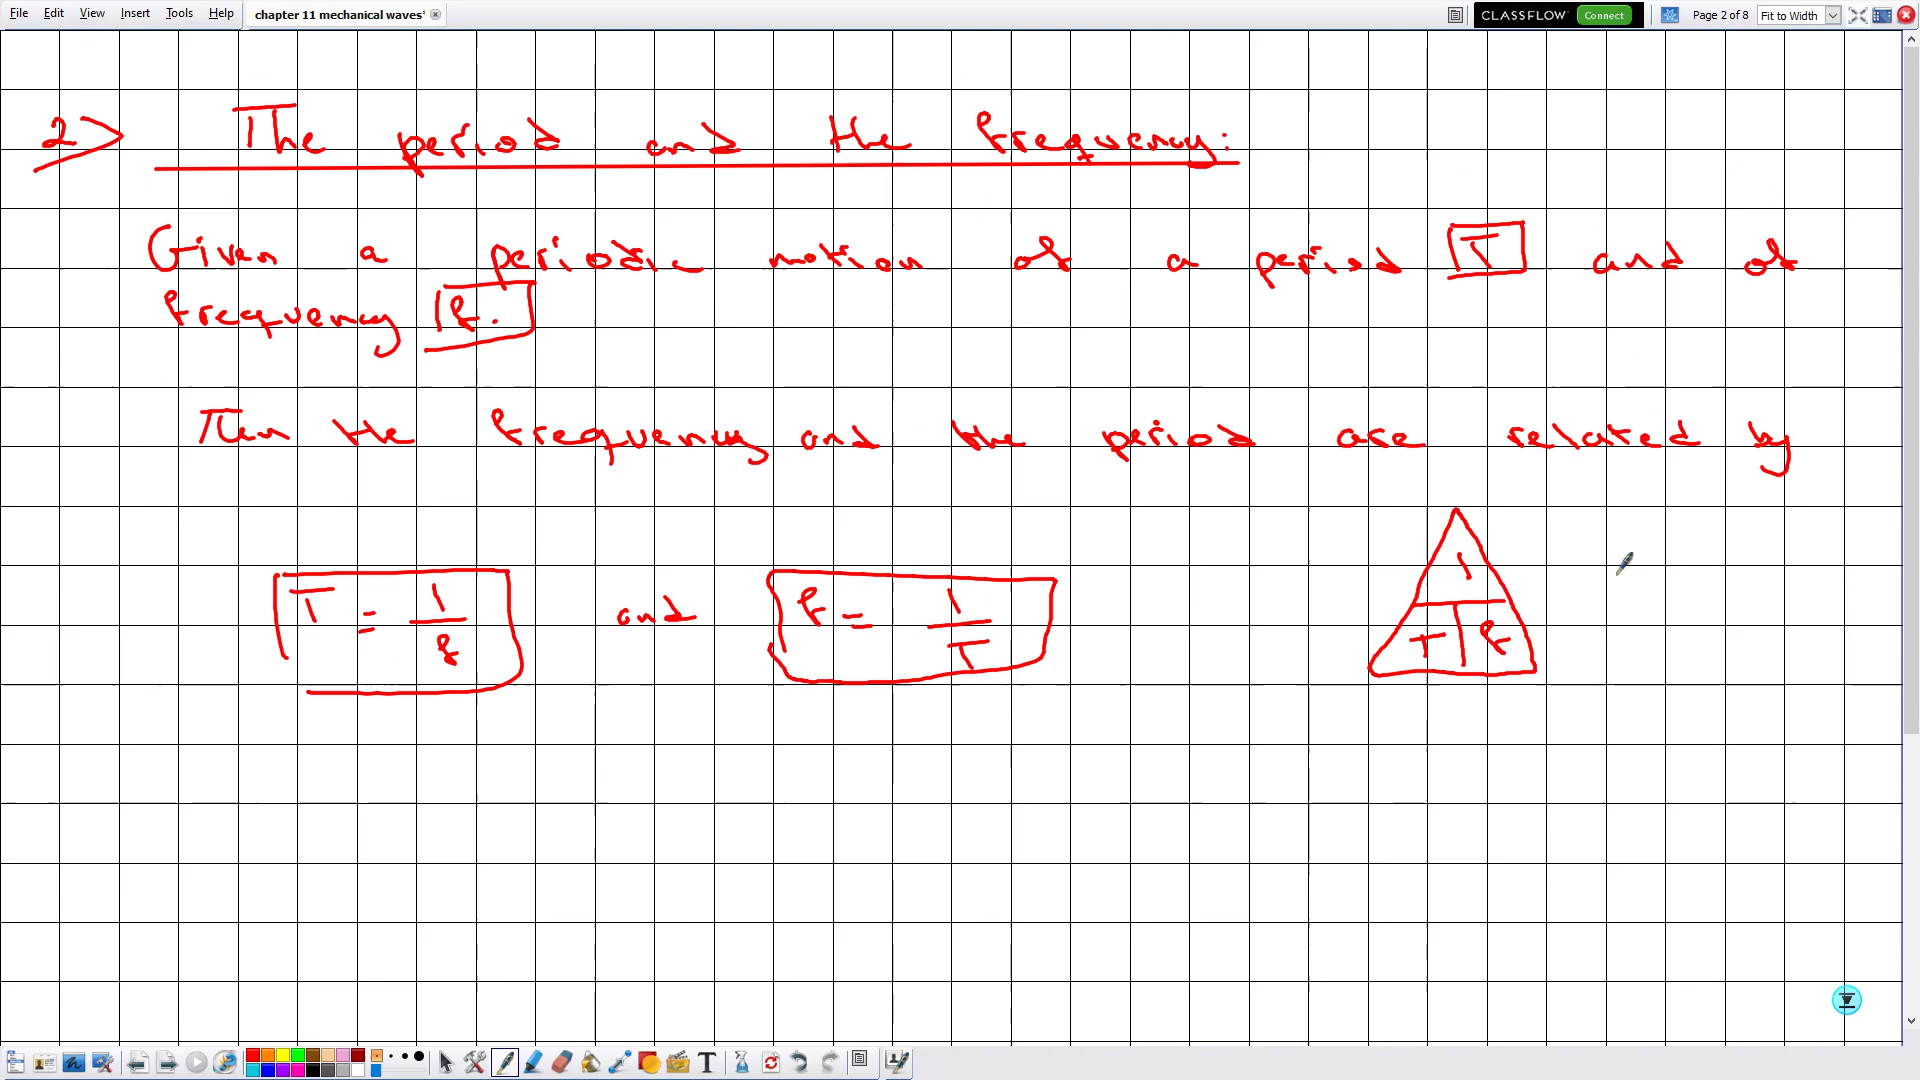 File Edit View Insert Tools Help chapter 11 mechanical waves* CLASSFLOW Connect Page 2 of 8 Fit to Width
2> The period and the frequency:
Given a periodic motion of a period T and of
frequency f.
Then the frequency and the period are related by
T = 1/f and f = 1/T
1
T f